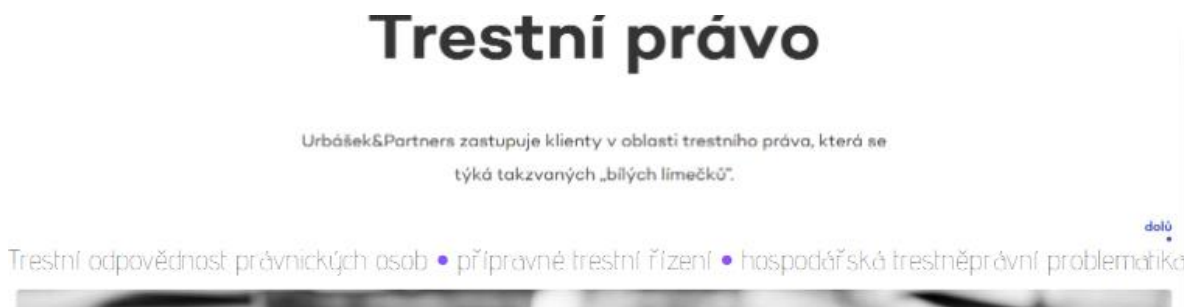 Trestní právo
Urbášek&Partners zastupuje klienty v oblasti trestního práva, která se
týká takzvaných „bílých límečků“.
dolů
Trestní odpovědnost právnických osob • přípravné trestní řízení • hospodářská trestněprávní problematika